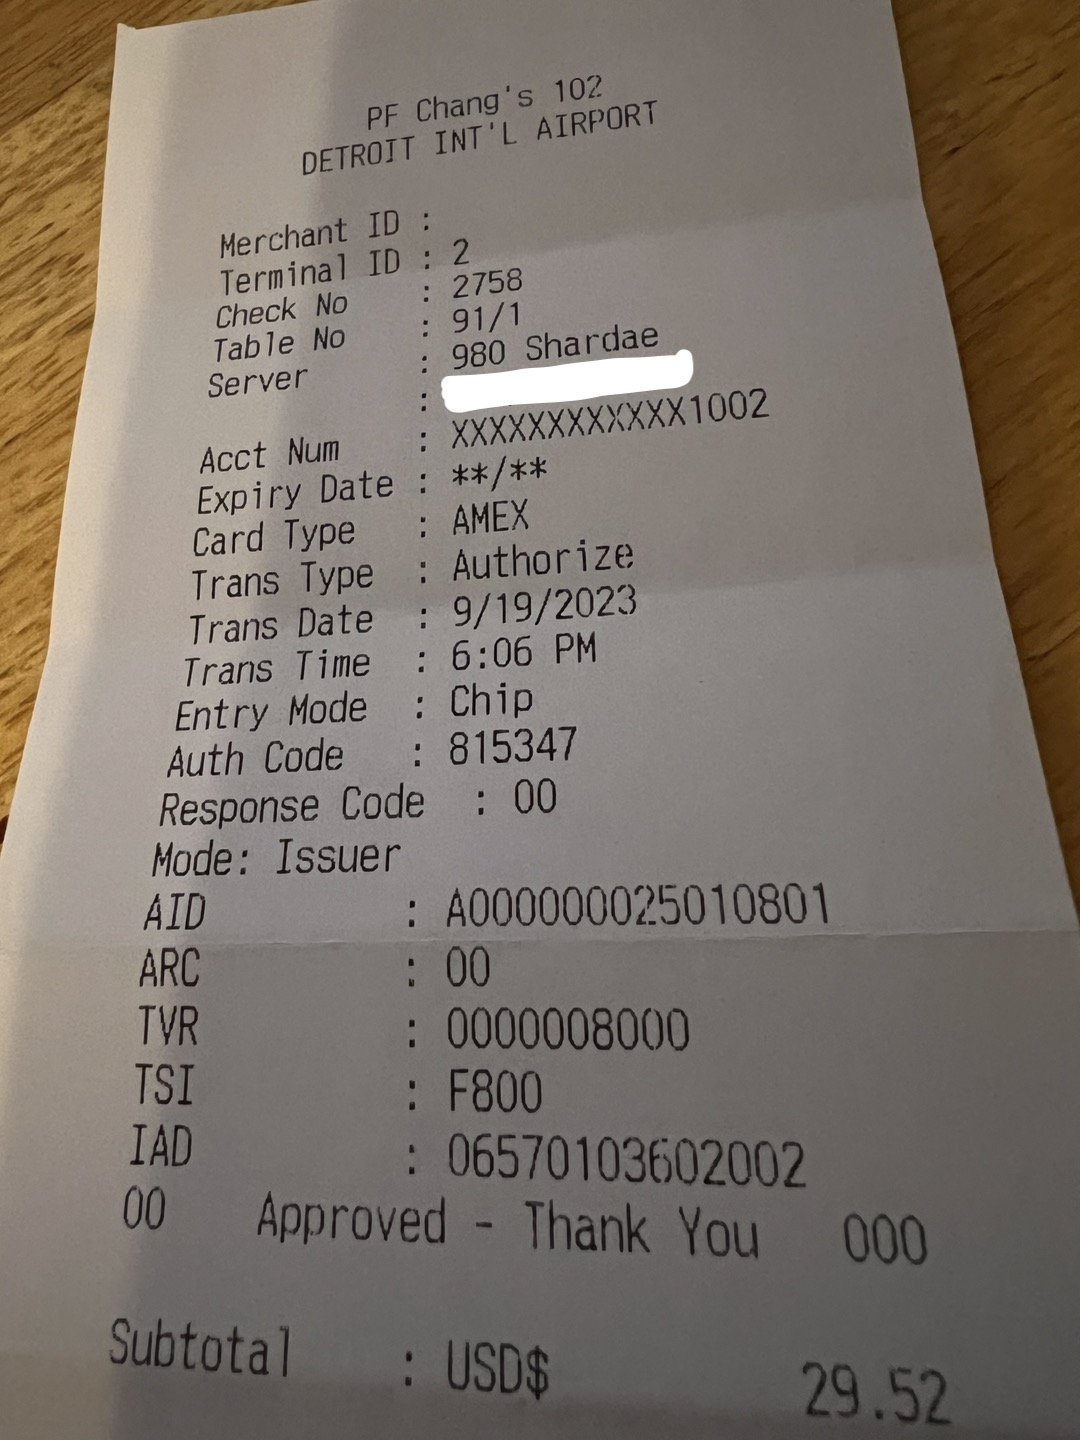 PF Chang's 102
DETROIT INT'L AIRPORT
Merchant ID :
Terminal ID : 2
Check No : 2758
Table No : 91/1
Server : 980 Shardae
:
Acct Num : XXXXXXXXXXXX1002
Expiry Date : **/**
Card Type : AMEX
Trans Type : Authorize
Trans Date : 9/19/2023
Trans Time : 6:06 PM
Entry Mode : Chip
Auth Code : 815347
Response Code : 00
Mode: Issuer
AID : A000000025010801
ARC : 00
TVR : 0000008000
TSI : F800
IAD : 06570103602002
00 Approved - Thank You 000
Subtotal : USD$ 29.52